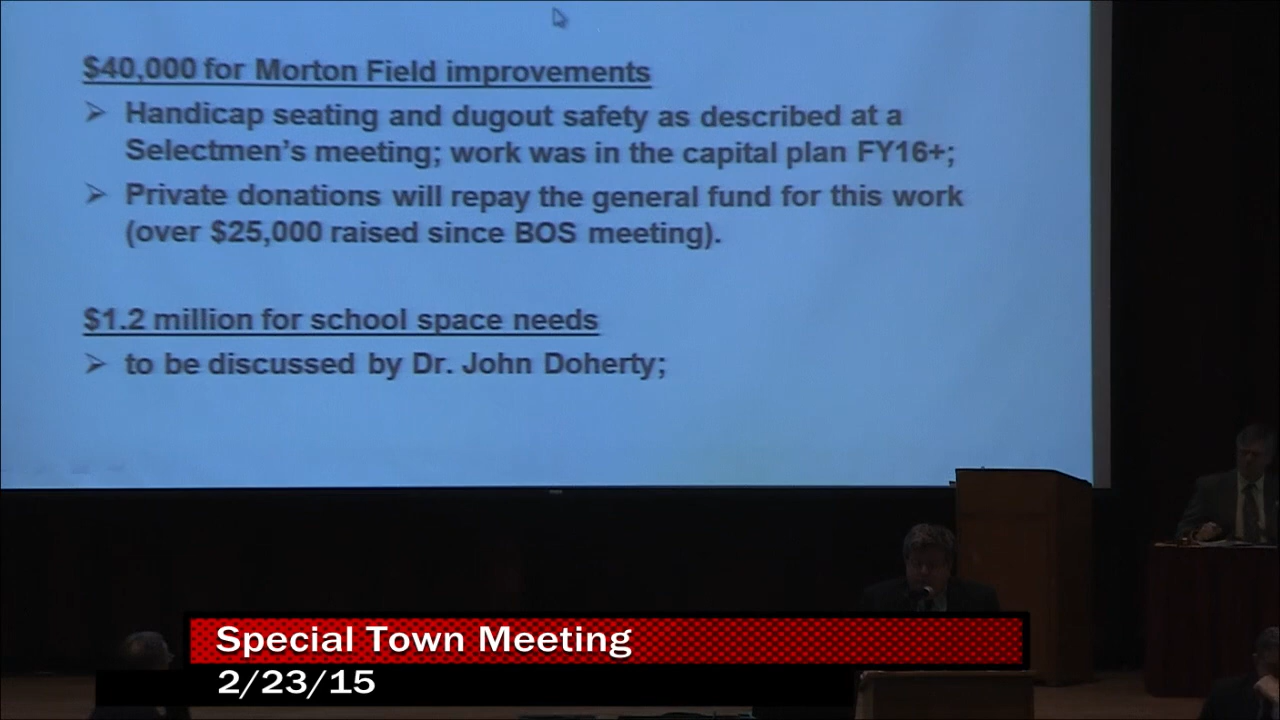 $40,000 for Morton Field improvements
➢ Handicap seating and dugout safety as described at a
Selectmen's meeting; work was in the capital plan FY16+;
➢ Private donations will repay the general fund for this work
(over $25,000 raised since BOS meeting).
$1.2 million for school space needs
➢ to be discussed by Dr. John Doherty;
Special Town Meeting
2/23/15